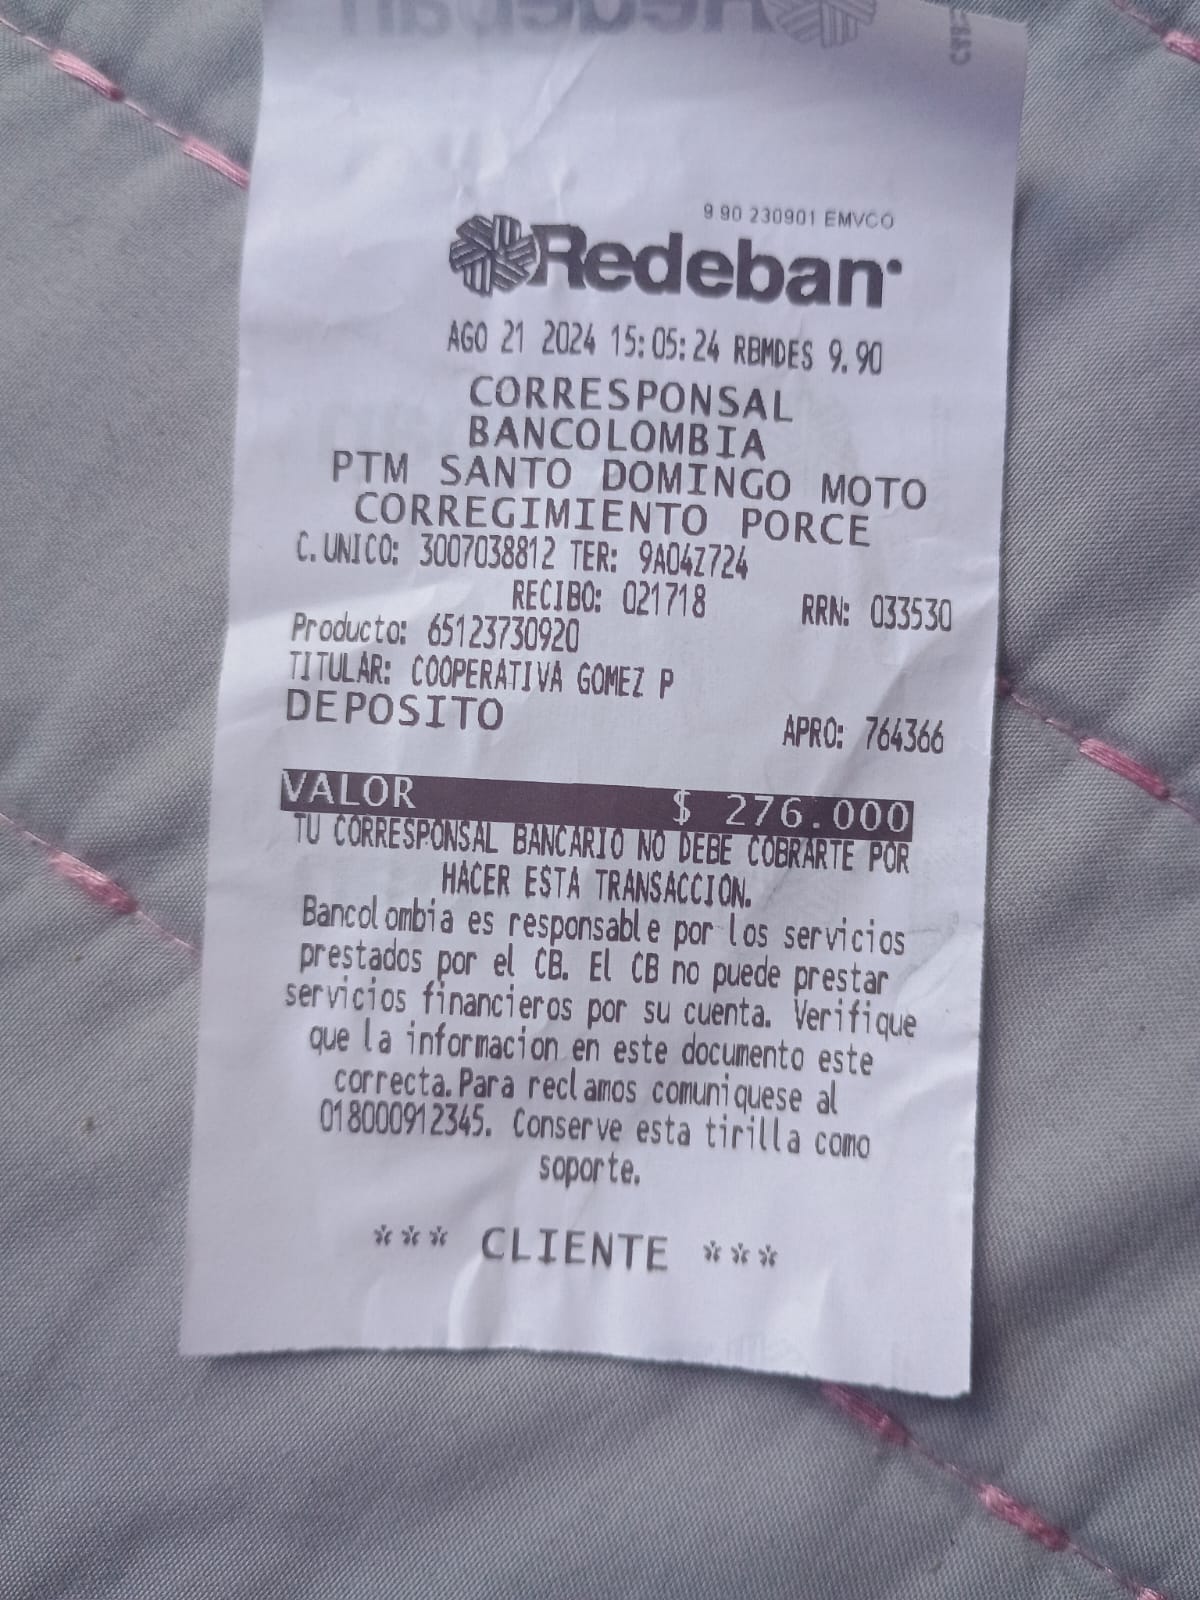 9.90 230901 EMVCO
Redeban
AGO 21 2024 15:05:24 RBMDES 9.90
CORRESPONSAL
BANCOLOMBIA
PTM SANTO DOMINGO MOTO
CORREGIMIENTO PORCE
C. UNICO: 3007038812 TER: 9A04Z724
RECIBO: 021718 RRN: 033530
Producto: 65123730920
TITULAR: COOPERATIVA GOMEZ P
DEPOSITO APRO: 764366
VALOR $ 276.000
TU CORRESPONSAL BANCARIO NO DEBE COBRARTE POR
HACER ESTA TRANSACCION.
Bancolombia es responsable por los servicios
prestados por el CB. El CB no puede prestar
servicios financieros por su cuenta. Verifique
que la informacion en este documento este
correcta. Para reclamos comuniquese al
018000912345. Conserve esta tirilla como
soporte.
*** CLIENTE ***